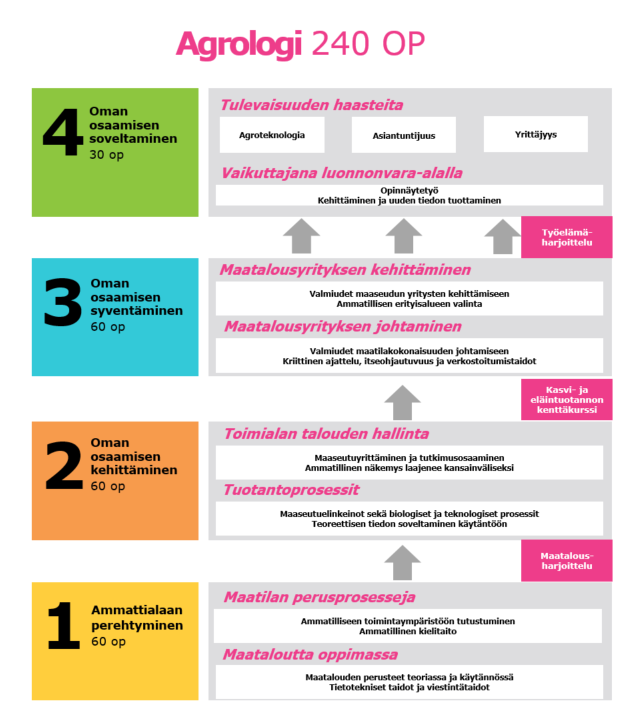 Agrologi 240 OP
4
Oman
osaamisen
soveltaminen
30 op
Tulevaisuuden haasteita
Agroteknologia
Asiantuntijuus
Yrittäjyys
Vaikuttajana luonnonvara-alalla
Opinnäytetyö
Kehittäminen ja uuden tiedon tuottaminen
Työelämä-
harjoittelu
3
Oman
osaamisen
syventäminen
60 op
Maatalousyrityksen kehittäminen
Valmiudet maaseudun yritysten kehittämiseen
Ammatillisen erityisalueen valinta
Maatalousyrityksen johtaminen
Valmiudet maatilakokonaisuuden johtamiseen
Kriittinen ajattelu, itseohjautuvuus ja verkostoitumistaidot
Kasvi- ja
eläintuotannon
kenttäkurssi
2
Oman
osaamisen
kehittäminen
60 op
Toimialan talouden hallinta
Maaseutuyrittäminen ja tutkimusosaaminen
Ammatillinen näkemys laajenee kansainväliseksi
Tuotantoprosessit
Maaseutuelinkeinot sekä biologiset ja teknologiset prosessit
Teoreettisen tiedon soveltaminen käytäntöön
Maatalous-
harjoittelu
1
Ammattialaan
perehtyminen
60 op
Maatilan perusprosesseja
Ammatilliseen toimintaympäristöön tutustuminen
Ammatillinen kielitaito
Maataloutta oppimassa
Maatalouden perusteet teoriassa ja käytännössä
Tietotekniset taidot ja viestintätaidot